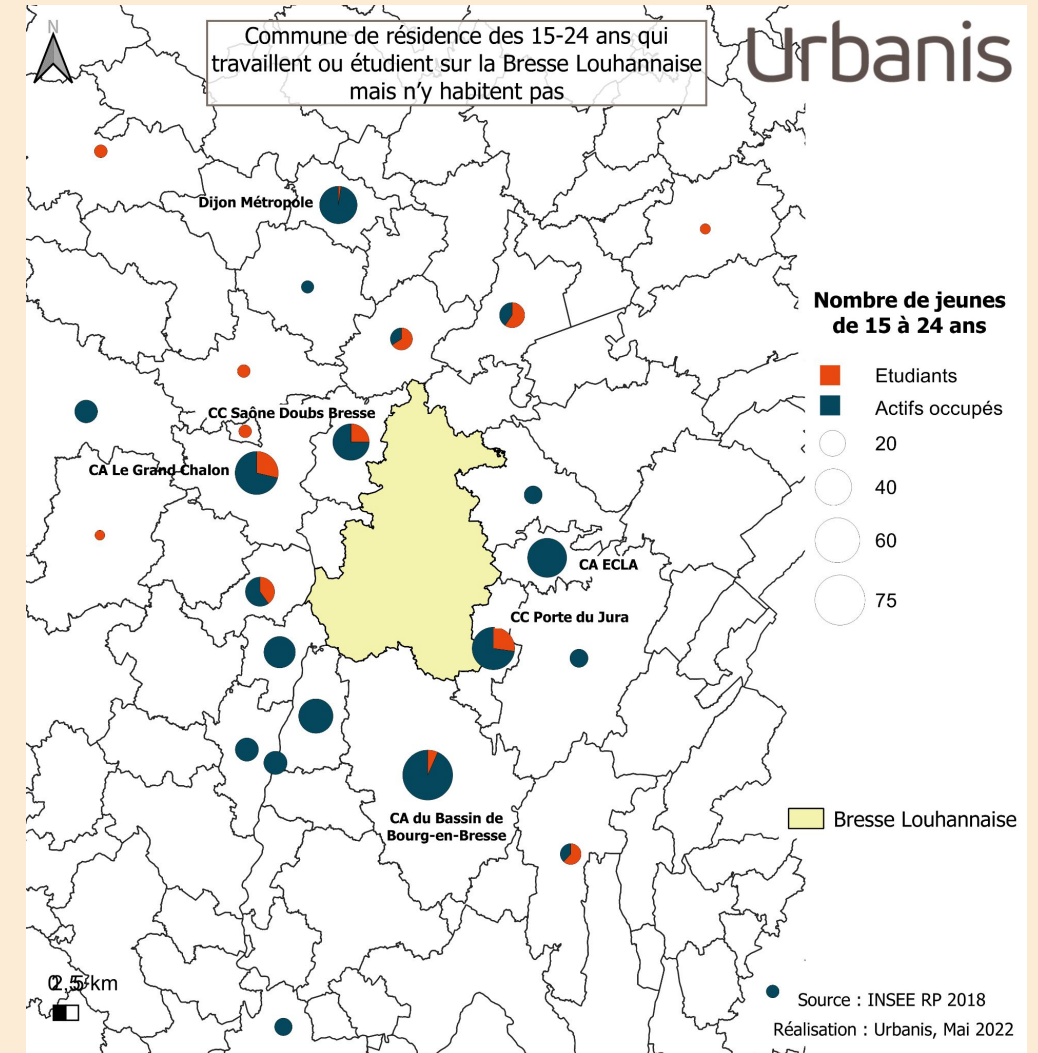 N
Commune de résidence des 15-24 ans qui
travaillent ou étudient sur la Bresse Louhannaise
mais n'y habitent pas
Urbanis
Dijon Métropole
Nombre de jeunes
de 15 à 24 ans
Etudiants
Actifs occupés
20
40
60
75
CC Saône Doubs Bresse
CA Le Grand Chalon
CA ECLA
CC Porte du Jura
CA du Bassin de
Bourg-en-Bresse
Bresse Louhannaise
km
Source : INSEE RP 2018
Réalisation : Urbanis, Mai 2022